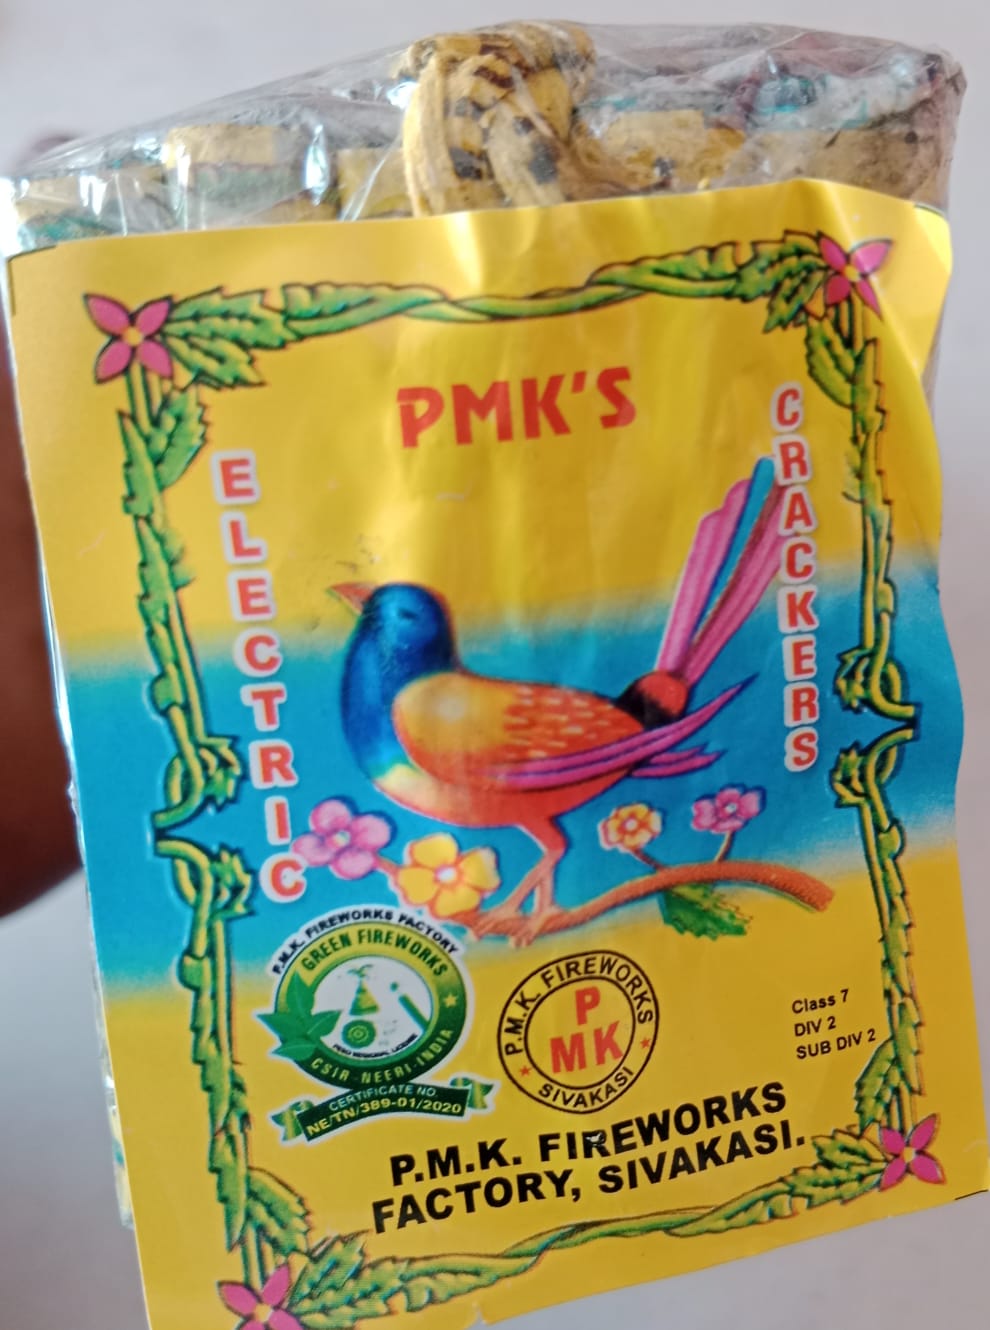 PMK'S
ELECTRIC
CRACKERS
P.M.K. FIREWORKS FACTORY
GREEN FIREWORKS
CSIR-NEERI-INDIA
CERTIFICATE NO.
NE/TN/389-01/2020
P.M.K. FIREWORKS
P
MK
SIVAKASI
Class 7
DIV 2
SUB DIV 2
P.M.K. FIREWORKS
FACTORY, SIVAKASI.